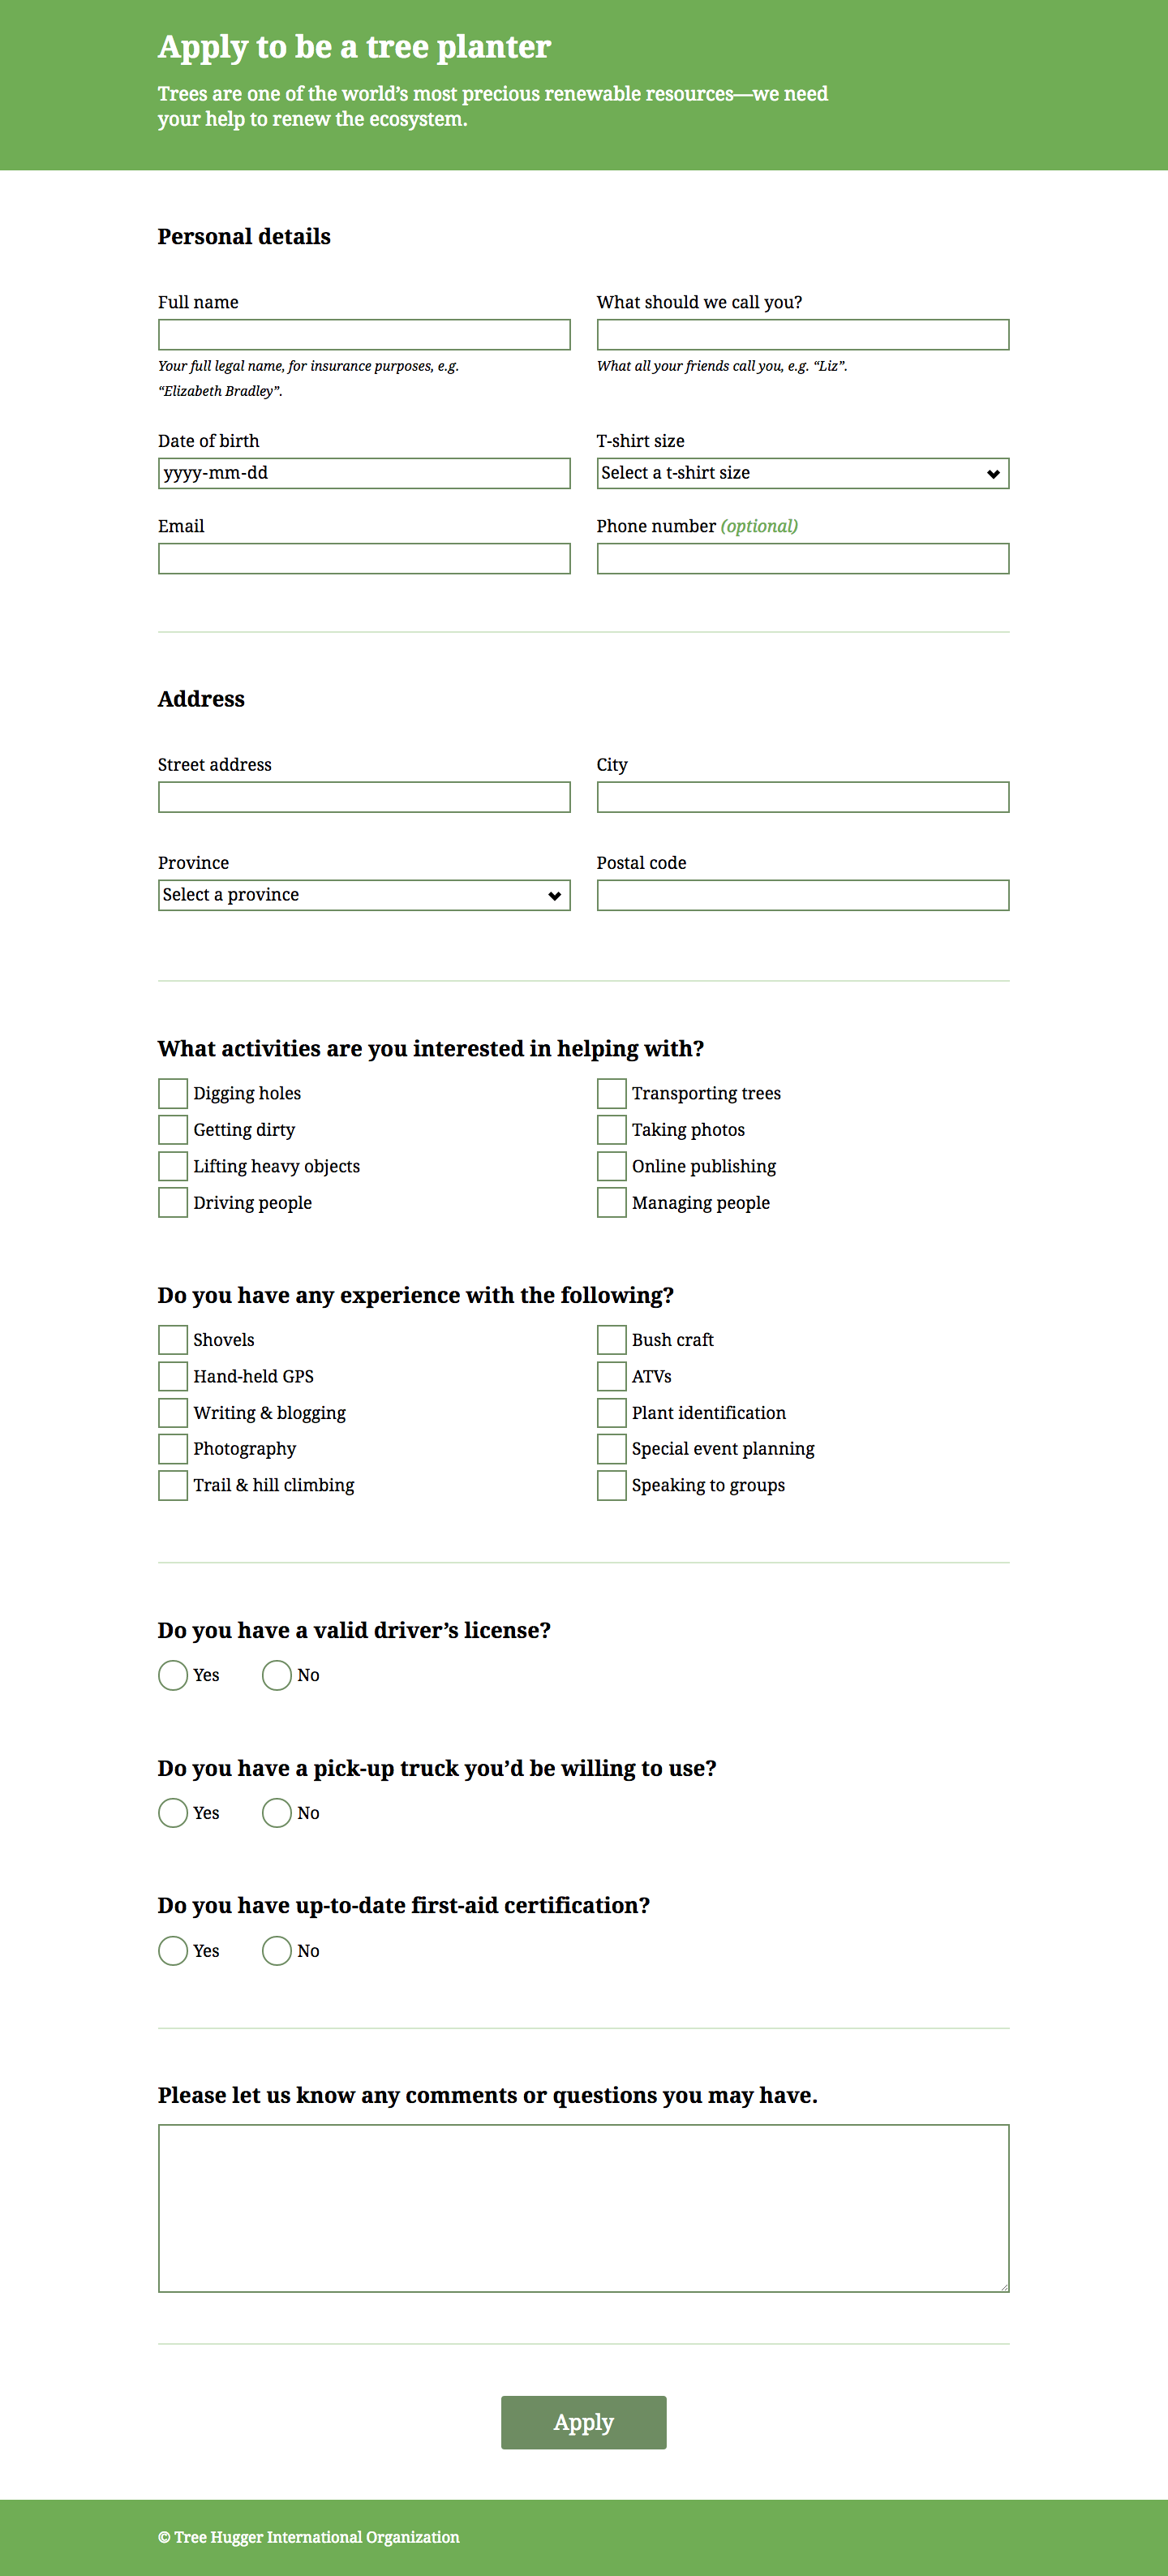 Apply to be a tree planter
Trees are one of the world’s most precious renewable resources—we need
your help to renew the ecosystem.
Personal details
Full name
What should we call you?
Your full legal name, for insurance purposes, e.g.
“Elizabeth Bradley”.
What all your friends call you, e.g. “Liz”.
Date of birth
T-shirt size
yyyy-mm-dd
Select a t-shirt size
Email
Phone number (optional)
Address
Street address
City
Province
Postal code
Select a province
What activities are you interested in helping with?
Digging holes
Transporting trees
Getting dirty
Taking photos
Lifting heavy objects
Online publishing
Driving people
Managing people
Do you have any experience with the following?
Shovels
Bush craft
Hand-held GPS
ATVs
Writing & blogging
Plant identification
Photography
Special event planning
Trail & hill climbing
Speaking to groups
Do you have a valid driver’s license?
Yes
No
Do you have a pick-up truck you’d be willing to use?
Yes
No
Do you have up-to-date first-aid certification?
Yes
No
Please let us know any comments or questions you may have.
Apply
© Tree Hugger International Organization